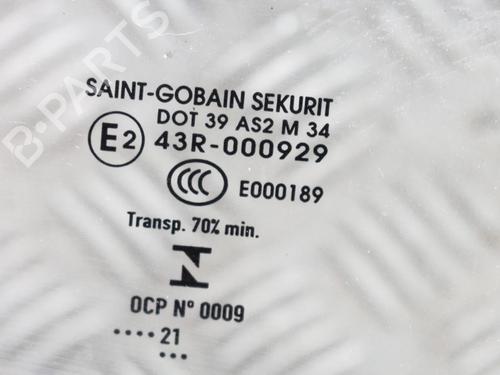 B-PARTS
SAINT-GOBAIN SEKURIT
DOT 39 AS2 M 34
E2 43R-000929
CCC E000189
Transp. 70% min.
OCP Nº 0009
.... 21
...